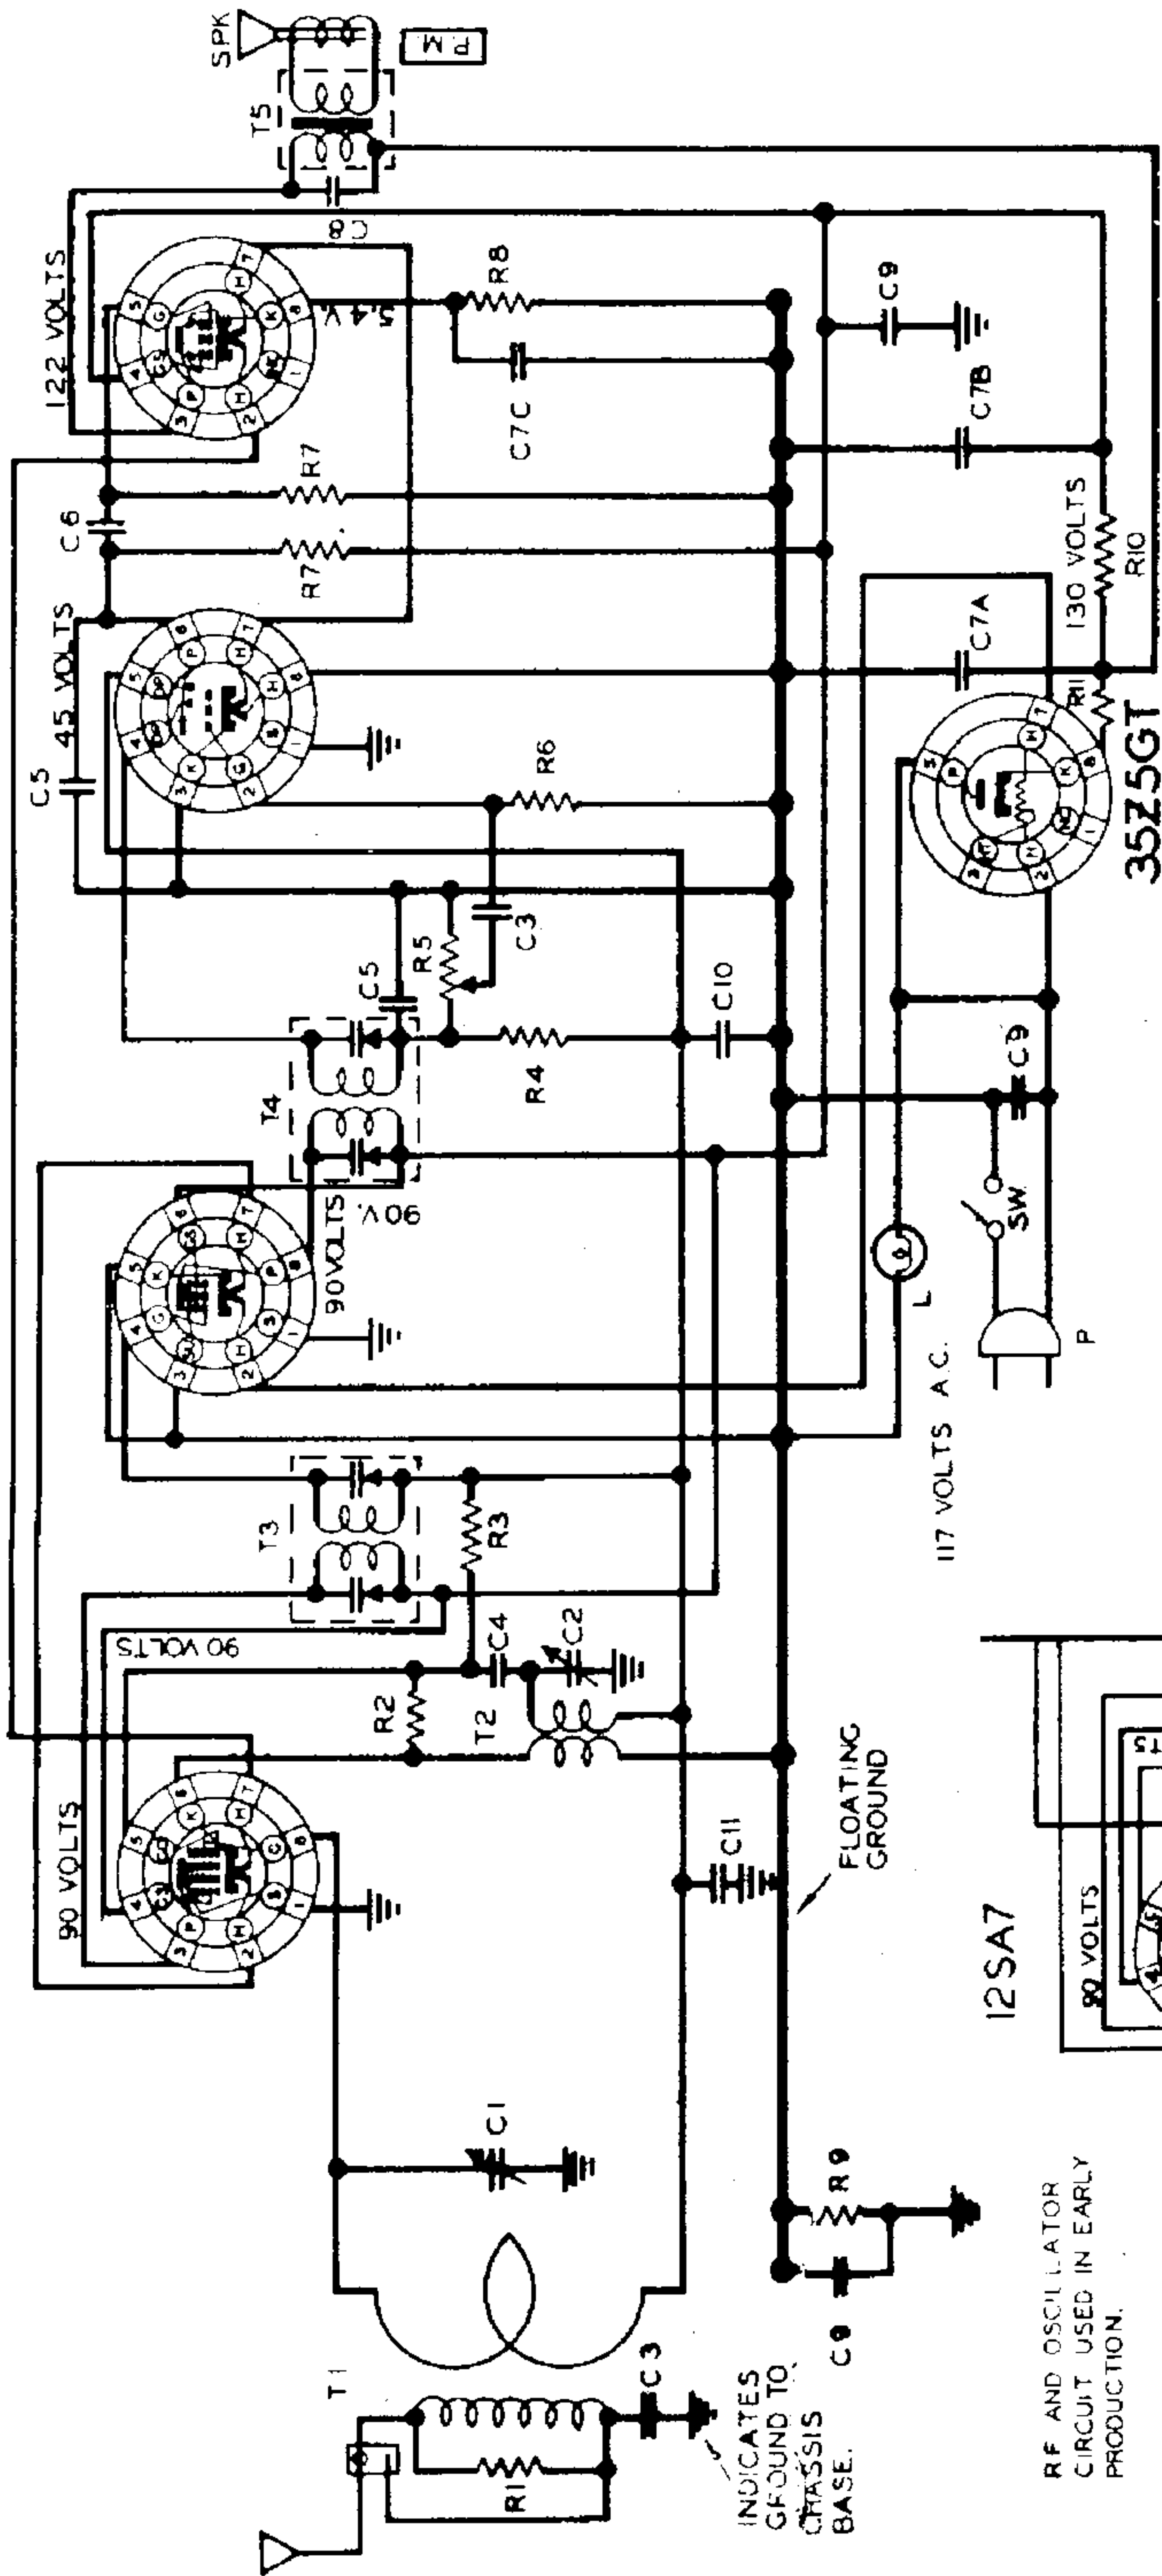 SPK
P.M
T5
C8
122 VOLTS
5.4 V.
R8
C7C
R7
C6
R7
45 VOLTS
C5
R6
C3
R5
C5
R4
C10
T4
90 V.
90 VOLTS
T3
R3
90 VOLTS
R2
C4
C2
T2
90 VOLTS
C11
FLOATING
GROUND
C1
T1
R1
C3
INDICATES
GROUND TO
CHASSIS
BASE.
C9
R9
C9
C7B
130 VOLTS
R10
C7A
R11
35Z5GT
C9
SW.
L
P
117 VOLTS A.C.
12SA7
90 VOLTS
RF AND OSCILLATOR
CIRCUIT USED IN EARLY
PRODUCTION.